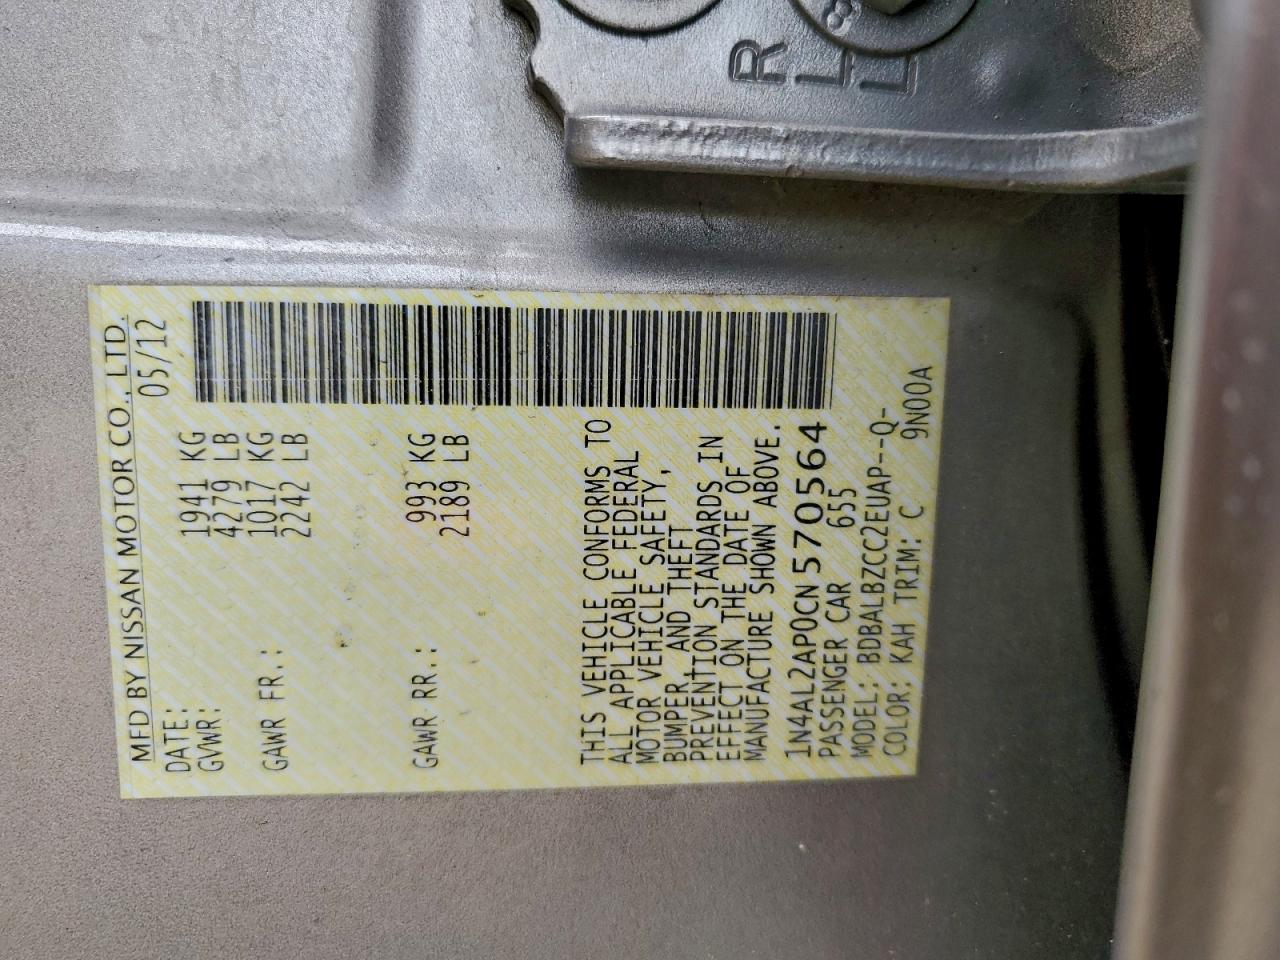 MFD BY NISSAN MOTOR CO., LTD.
DATE: 05/12
GVWR: 1941 KG
4279 LB
GAWR FR.: 1017 KG
2242 LB
GAWR RR.: 993 KG
2189 LB
THIS VEHICLE CONFORMS TO
ALL APPLICABLE FEDERAL
MOTOR VEHICLE SAFETY,
BUMPER, AND THEFT
PREVENTION STANDARDS IN
EFFECT ON THE DATE OF
MANUFACTURE SHOWN ABOVE.
1N4AL2AP0CN570564
PASSENGER CAR 655
MODEL: BDBALBZCC2EUAP--Q-
COLOR: KAH TRIM: C 9N00A
R
L
L
8